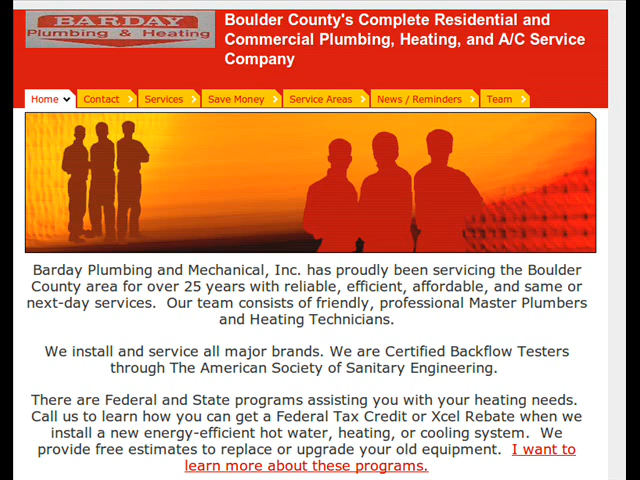 BARDAY
Plumbing & Heating
Boulder County's Complete Residential and
Commercial Plumbing, Heating, and A/C Service
Company
Home Contact Services Save Money Service Areas News / Reminders Team
Barday Plumbing and Mechanical, Inc. has proudly been servicing the Boulder
County area for over 25 years with reliable, efficient, affordable, and same or
next-day services.  Our team consists of friendly, professional Master Plumbers
and Heating Technicians.
We install and service all major brands. We are Certified Backflow Testers
through The American Society of Sanitary Engineering.
There are Federal and State programs assisting you with your heating needs.
Call us to learn how you can get a Federal Tax Credit or Xcel Rebate when we
install a new energy-efficient hot water, heating, or cooling system.  We
provide free estimates to replace or upgrade your old equipment.  I want to
learn more about these programs.